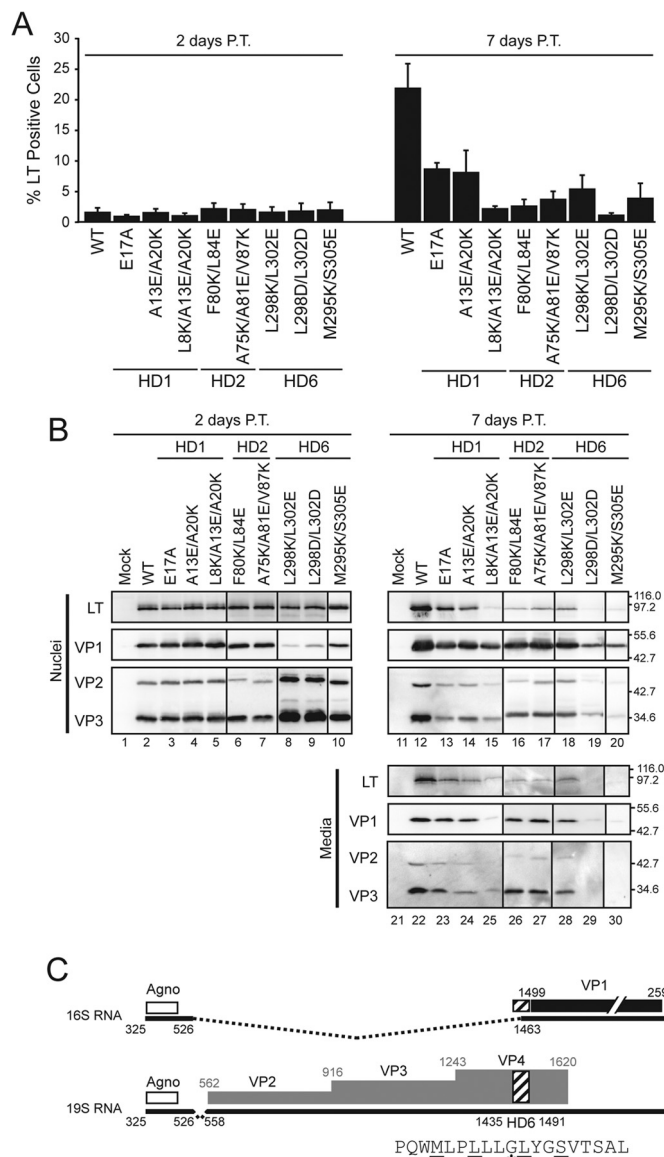 A
2 days P.T.
7 days P.T.
% LT Positive Cells
30
25
20
15
10
5
0
WT
E17A
A13E/A20K
L8K/A13E/A20K
F80K/L84E
A75K/A81E/V87K
L298K/L302E
L298D/L302D
M295K/S305E
WT
E17A
A13E/A20K
L8K/A13E/A20K
F80K/L84E
A75K/A81E/V87K
L298K/L302E
L298D/L302D
M295K/S305E
HD1 HD2 HD6
HD1 HD2 HD6
B
2 days P.T.
7 days P.T.
HD1 HD2 HD6
HD1 HD2 HD6
Mock
WT
E17A
A13E/A20K
L8K/A13E/A20K
F80K/L84E
A75K/A81E/V87K
L298K/L302E
L298D/L302D
M295K/S305E
Mock
WT
E17A
A13E/A20K
L8K/A13E/A20K
F80K/L84E
A75K/A81E/V87K
L298K/L302E
L298D/L302D
M295K/S305E
Nuclei
LT
116.0
97.2
VP1
55.6
42.7
VP2
42.7
VP3
34.6
1 2 3 4 5 6 7 8 9 10
11 12 13 14 15 16 17 18 19 20
Media
LT
116.0
97.2
VP1
55.6
42.7
VP2
42.7
VP3
34.6
21 22 23 24 25 26 27 28 29 30
C
Agno
1499 VP1 259
16S RNA
325 526
1463
Agno
562 VP2 916 VP3 1243 VP4 1620
19S RNA
325 526 558 1435 HD6 1491
PQWMLPLLLGLYGSVTSAL